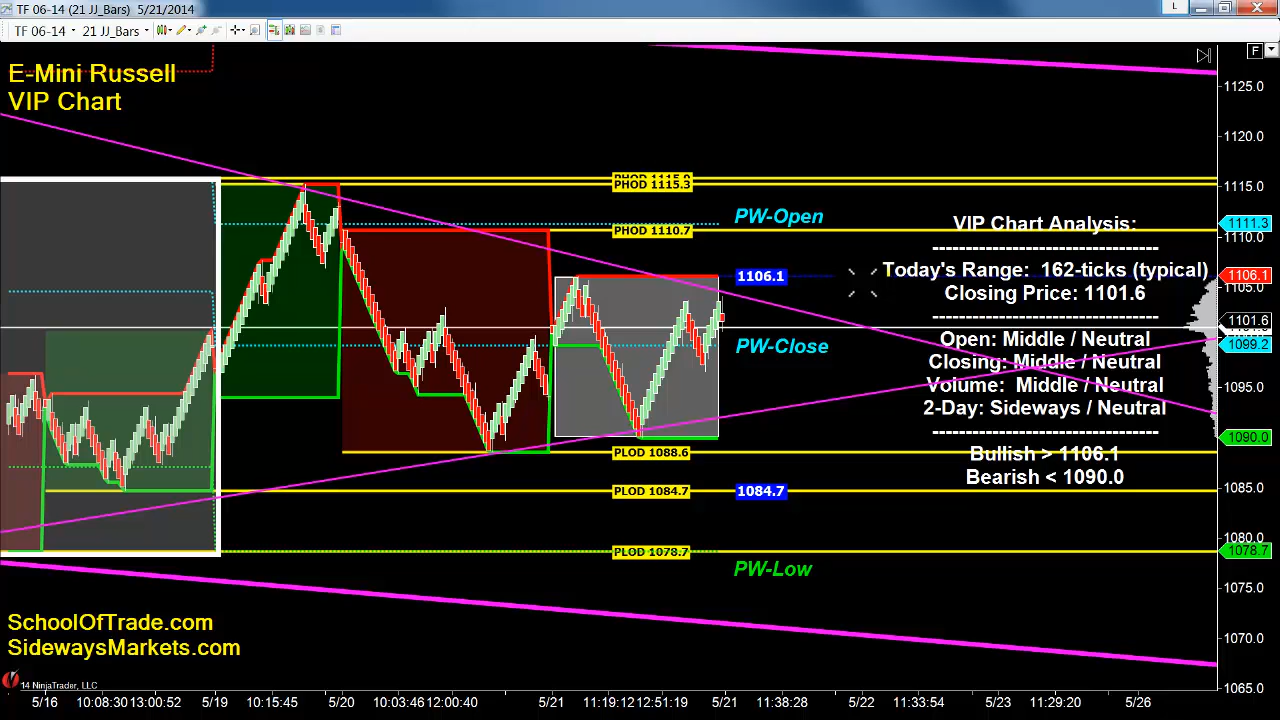 TF 06-14 (21 JJ_Bars) 5/21/2014
L
TF 06-14 21 JJ_Bars
F
E-Mini Russell
VIP Chart
1125.0
1120.0
1115.0
PHOD 1115.3
PW-Open
VIP Chart Analysis:
1111.3
PHOD 1110.7
1110.0
1106.1
Today's Range: 162-ticks (typical)
1106.1
Closing Price: 1101.6
1105.0
1101.6
Open: Middle / Neutral
PW-Close
1099.2
Closing: Middle / Neutral
Volume: Middle / Neutral
1095.0
2-Day: Sideways / Neutral
1090.0
PLOD 1088.6
Bullish > 1106.1
Bearish < 1090.0
PLOD 1084.7
1084.7
1085.0
1080.0
PLOD 1078.7
1078.7
PW-Low
1075.0
SchoolOfTrade.com
1070.0
SidewaysMarkets.com
14 NinjaTrader, LLC
1065.0
5/16 10:08:30 13:00:52 5/19 10:15:45 5/20 10:03:46 12:00:40 5/21 11:19:12 12:51:19 5/21 11:38:28 5/22 11:33:54 5/23 11:29:20 5/26